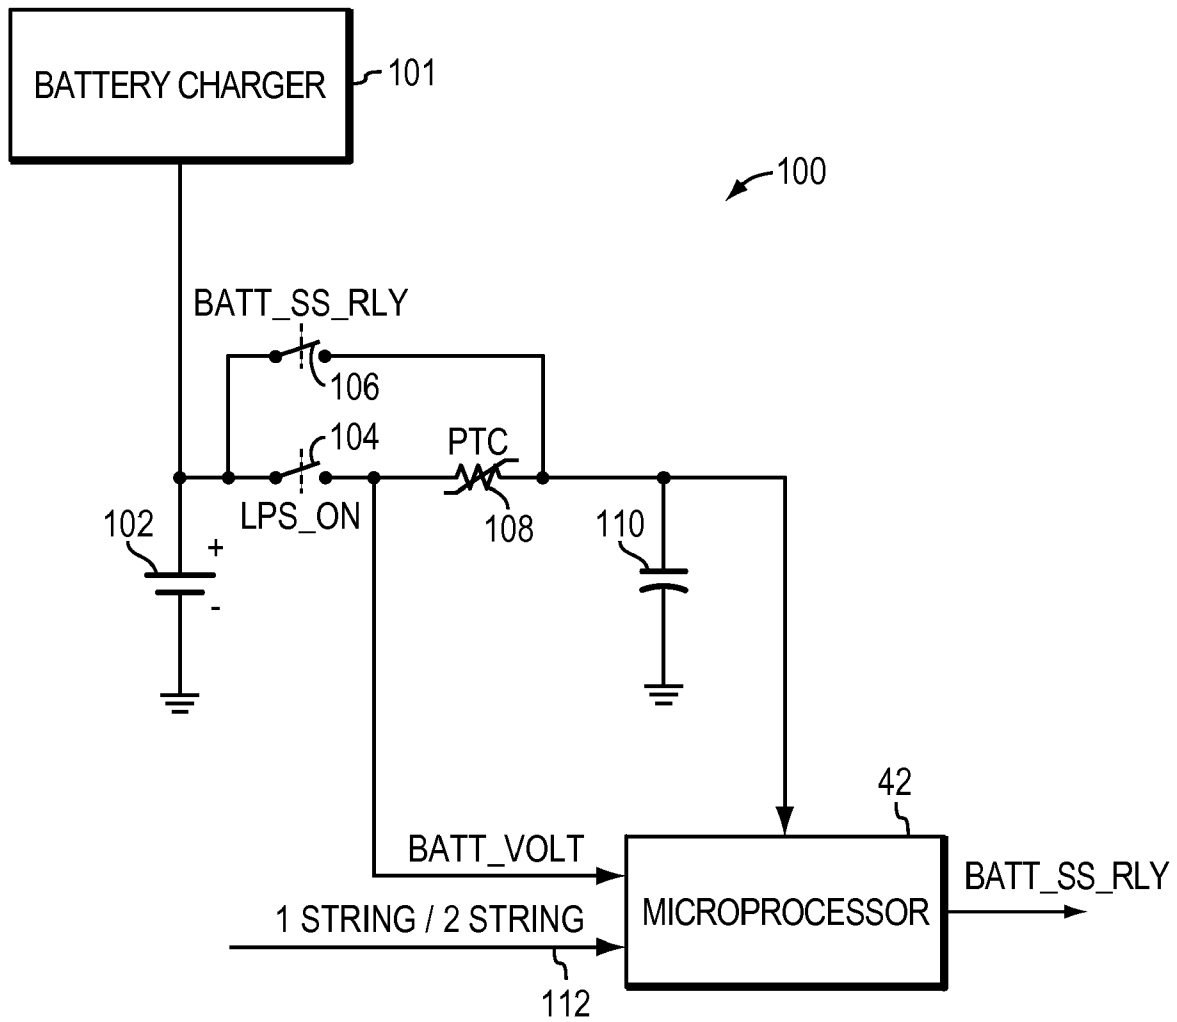 BATTERY CHARGER
101
100
BATT_SS_RLY
106
104
PTC
LPS_ON
108
102
+
-
110
42
BATT_VOLT
BATT_SS_RLY
MICROPROCESSOR
1 STRING / 2 STRING
112